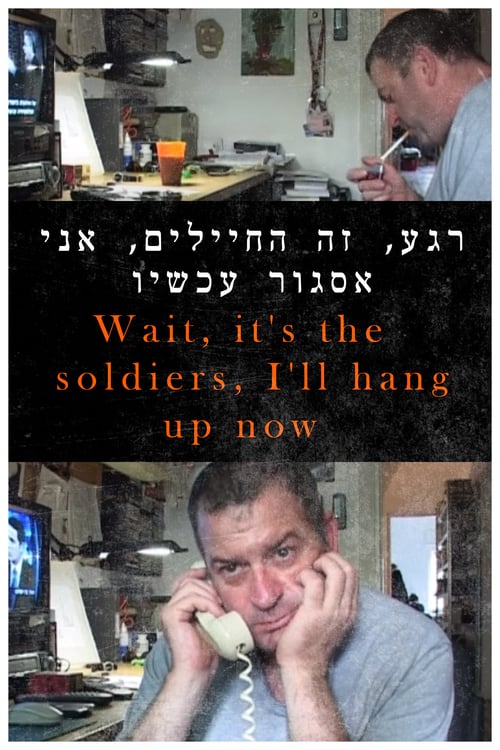 רגע, זה החיילים, אני
אסגור עכשיו
Wait, it's the
soldiers, I'll hang
up now